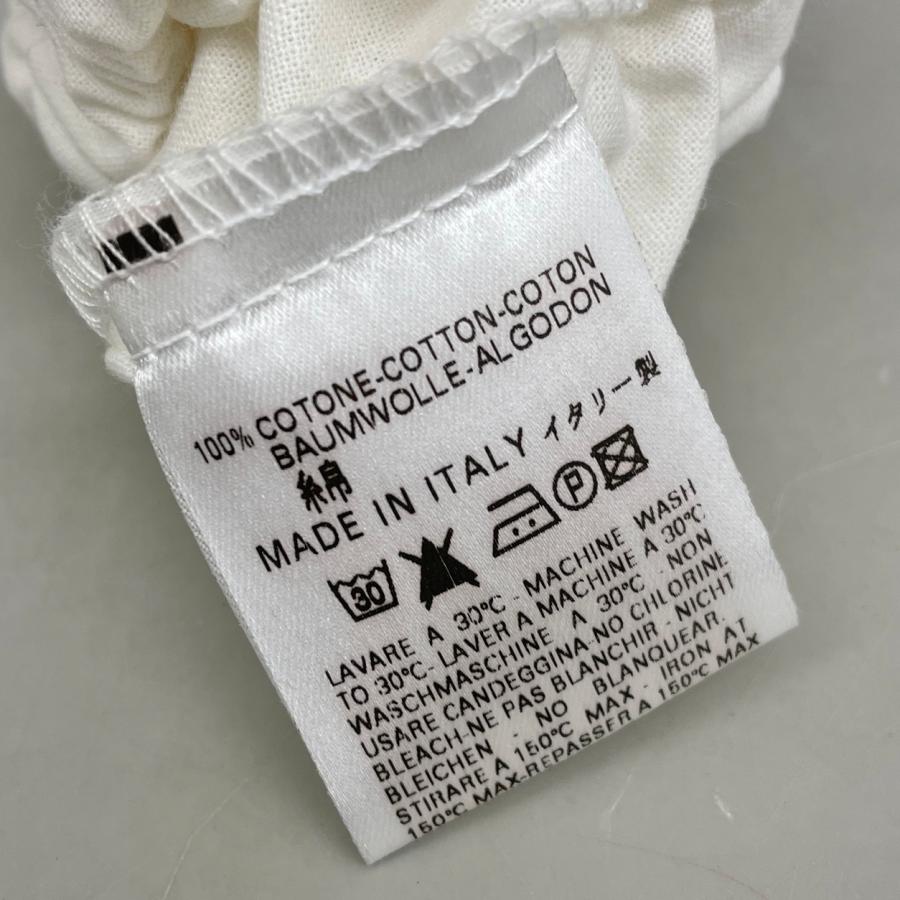 100% COTONE-COTTON-COTON
BAUMWOLLE-ALGODON
綿
MADE IN ITALY イタリー製
30 P
LAVARE A 30°C - MACHINE WASH
TO 30°C- LAVER A MACHINE A 30°C
WASCHMASCHINE A 30°C - NON
USARE CANDEGGINA-NO CHLORINE
BLEACH-NE PAS BLANCHIR - NICHT
BLEICHEN - NO BLANQUEAR.
STIRARE A 150°C MAX - IRON AT
150°C MAX-REPASSER A 150°C MAX